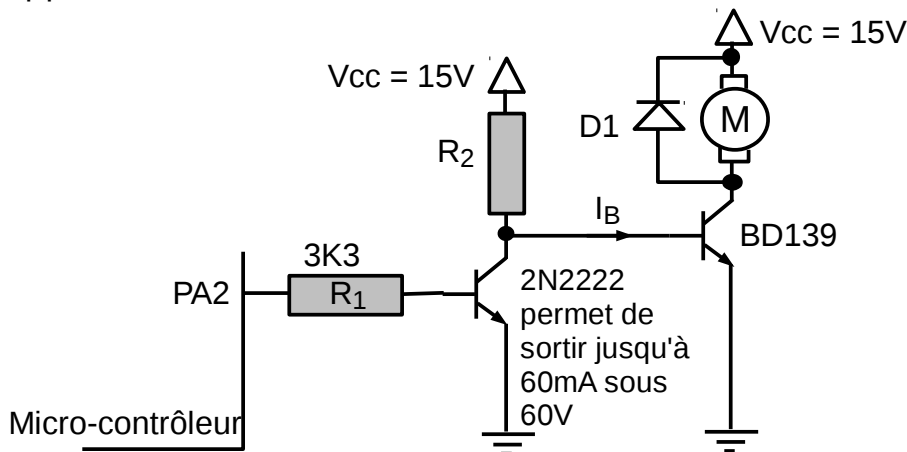 Vcc = 15V
Vcc = 15V
D1
M
R2
IB
BD139
3K3
PA2
R1
2N2222
permet de
sortir jusqu'à
60mA sous
60V
Micro-contrôleur